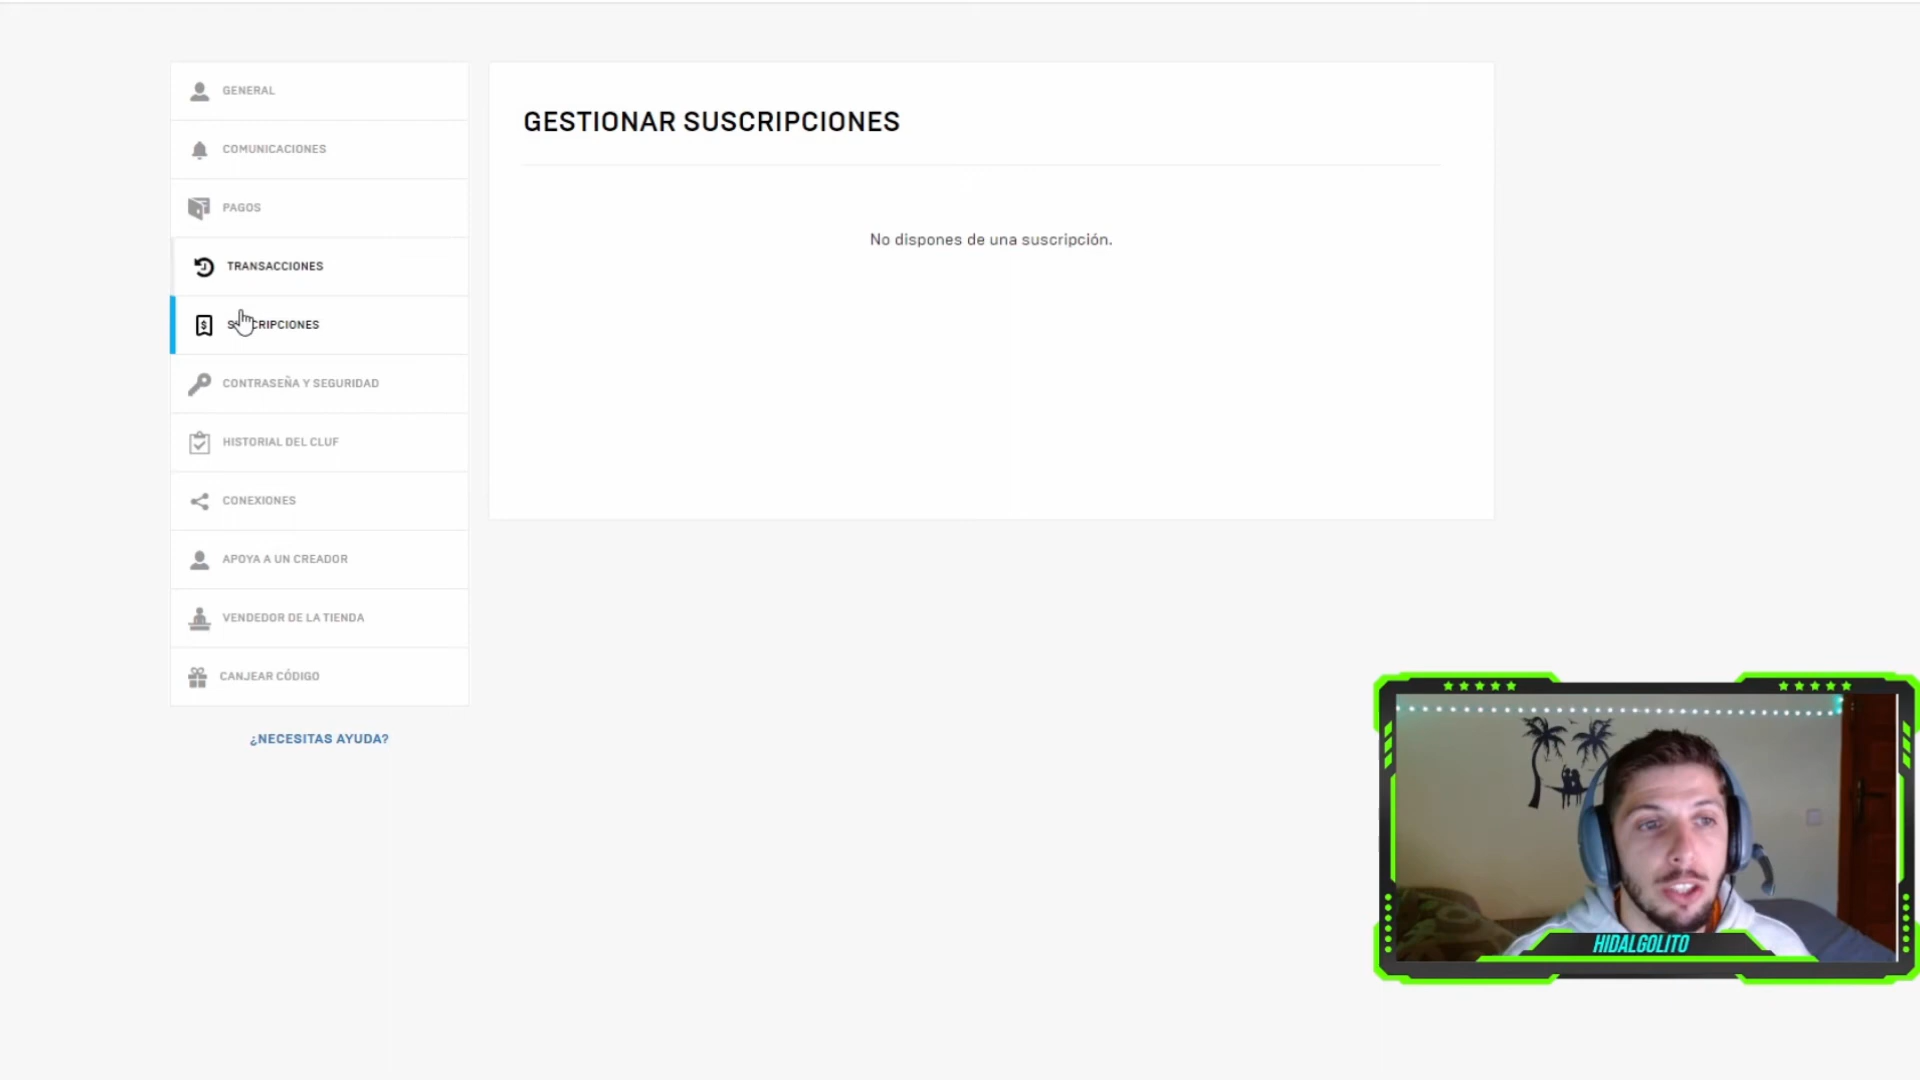 GENERAL
COMUNICACIONES
PAGOS
TRANSACCIONES
SUSCRIPCIONES
CONTRASEÑA Y SEGURIDAD
HISTORIAL DEL CLUF
CONEXIONES
APOYA A UN CREADOR
VENDEDOR DE LA TIENDA
CANJEAR CÓDIGO
¿NECESITAS AYUDA?
GESTIONAR SUSCRIPCIONES
No dispones de una suscripción.
HIDALGOLITO